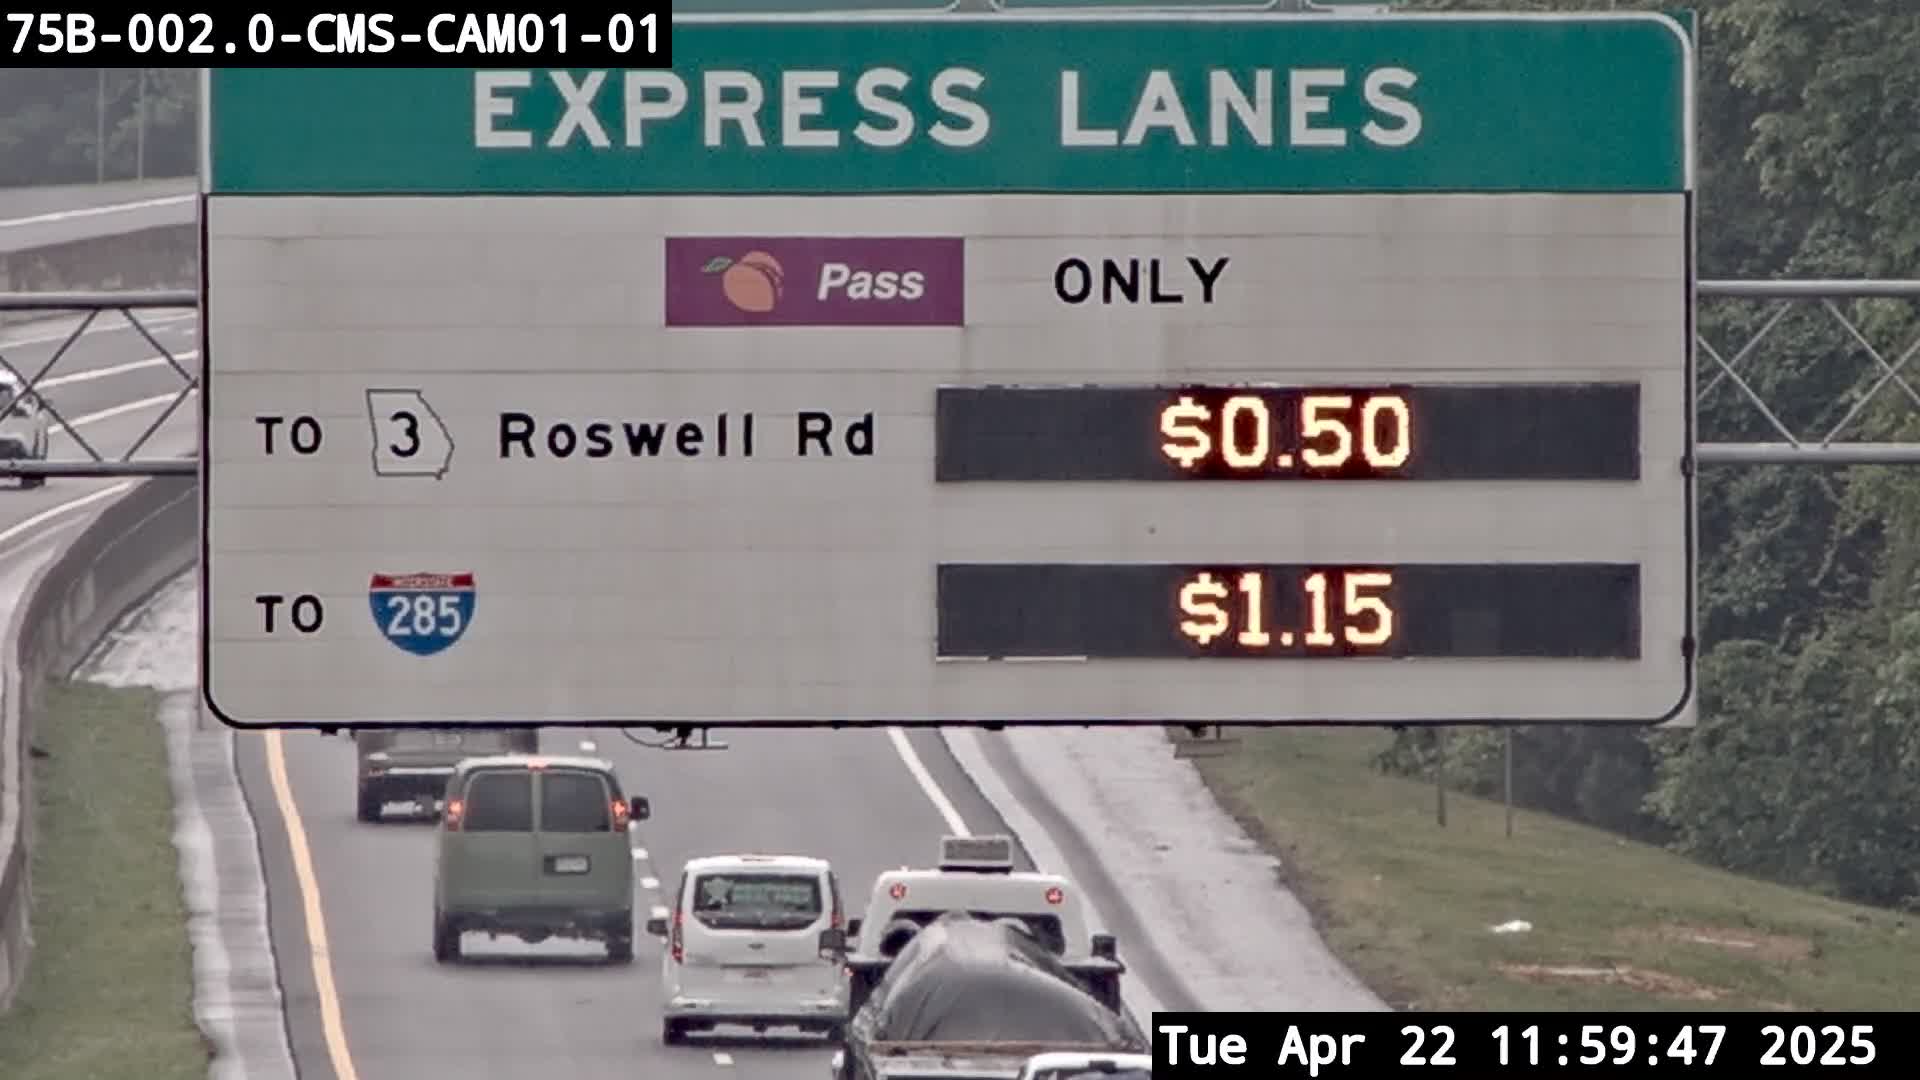 75B-002.0-CMS-CAM01-01
EXPRESS LANES
Pass ONLY
TO 3 Roswell Rd $0.50
TO 285 $1.15
Tue Apr 22 11:59:47 2025